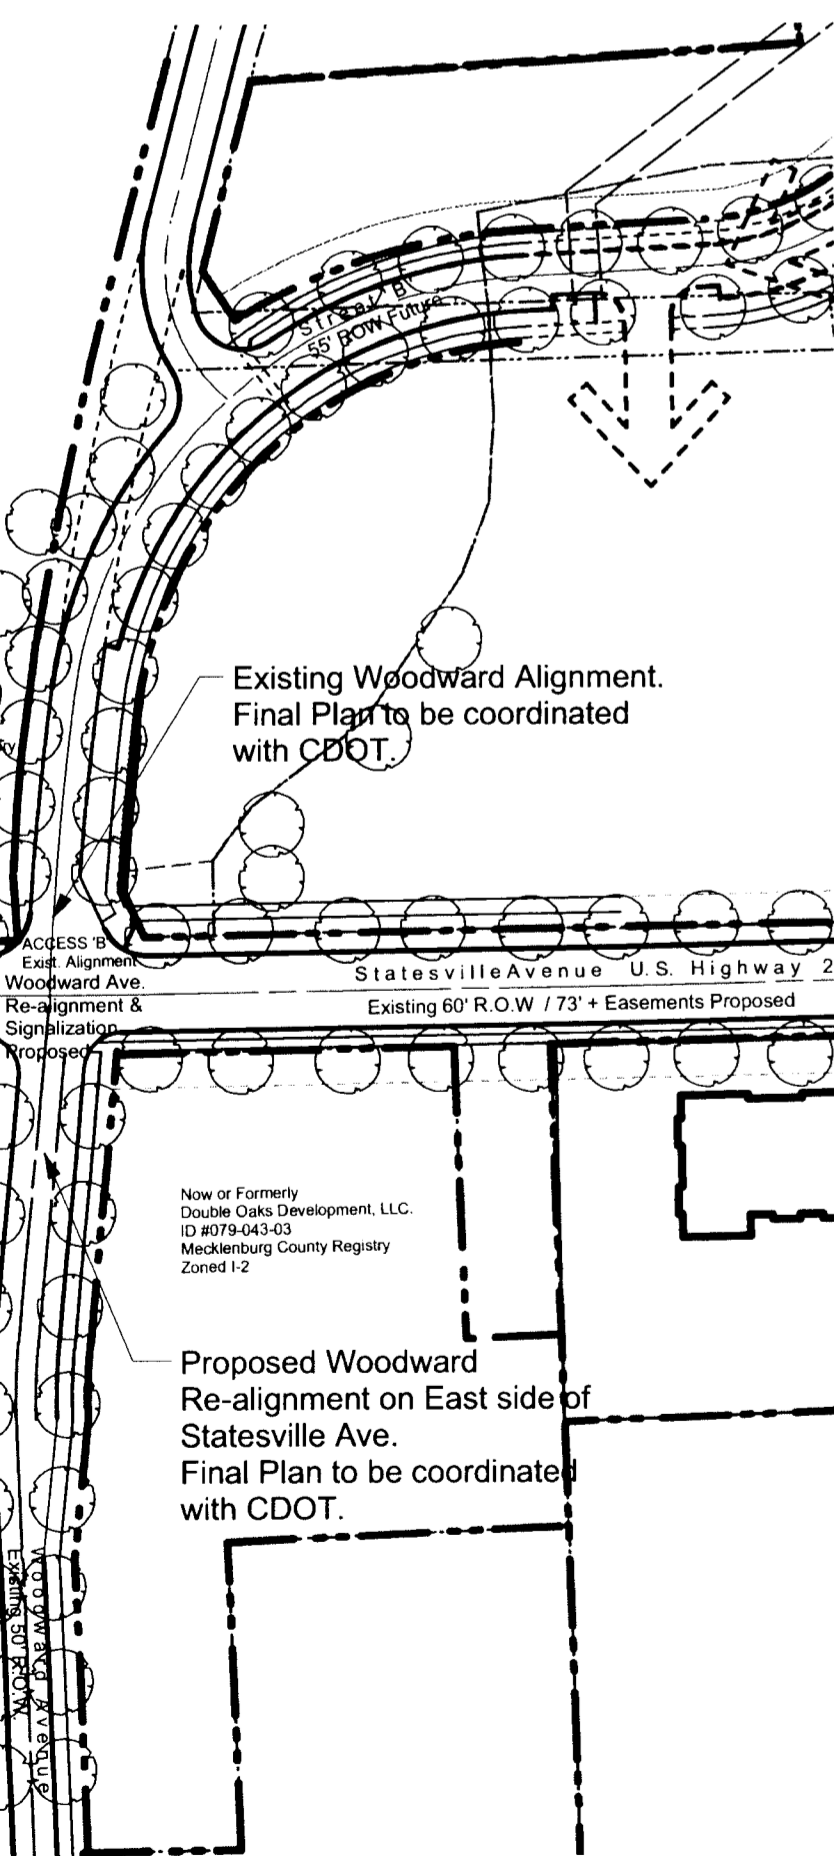 Street 'B'
55' ROW Future
Existing Woodward Alignment.
Final Plan to be coordinated
with CDOT.
ACCESS 'B'
Exist. Alignment
Woodward Ave.
Re-alignment &
Signalization
Proposed
Statesville Avenue U.S. Highway 2
Existing 60' R.O.W / 73' + Easements Proposed
Now or Formerly
Double Oaks Development, LLC.
ID #079-043-03
Mecklenburg County Registry
Zoned I-2
Proposed Woodward
Re-alignment on East side of
Statesville Ave.
Final Plan to be coordinated
with CDOT.
Woodward Avenue
Existing 50' R.O.W.